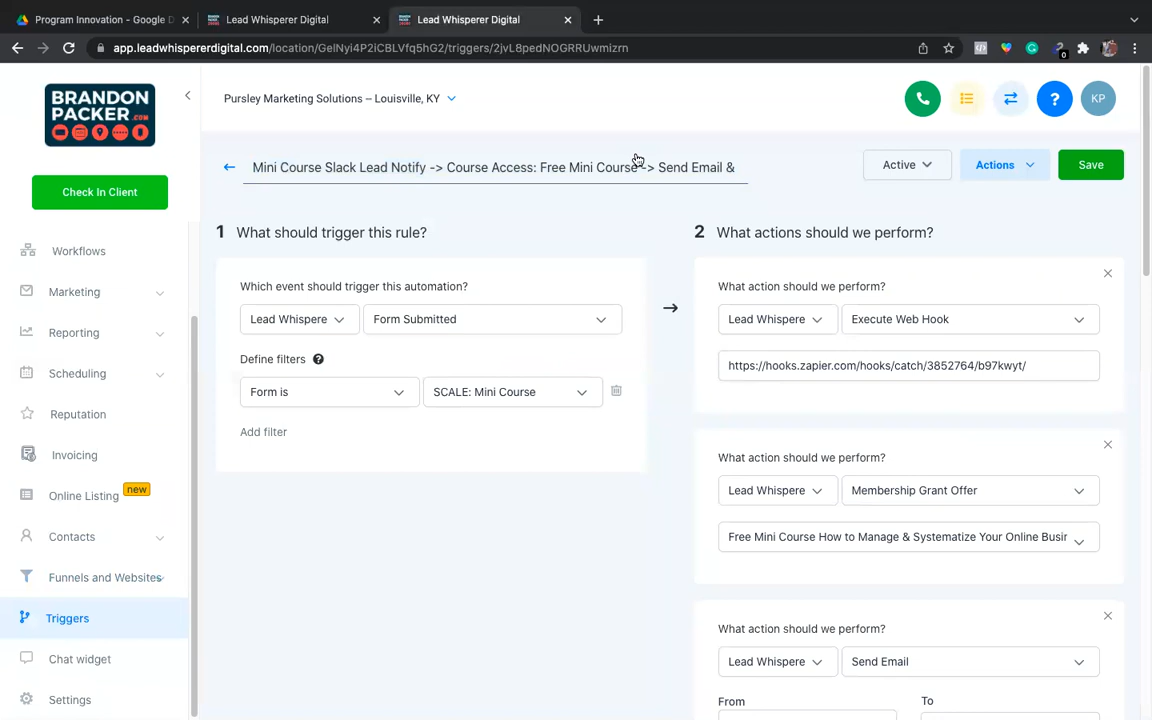 Program Innovation - Google D
Lead Whisperer Digital
Lead Whisperer Digital
app.leadwhispererdigital.com/location/GelNyi4P2iCBLVfq5hG2/triggers/2jvL8pedNOGRRUwmizrn
0
BRANDON
PACKER
.COM
Pursley Marketing Solutions -- Louisville, KY
?
KP
Check In Client
Mini Course Slack Lead Notify -> Course Access: Free Mini Course -> Send Email &
Active
Actions
Save
Workflows
Marketing
Reporting
Scheduling
Reputation
Invoicing
Online Listing new
Contacts
Funnels and Websites
Triggers
Chat widget
Settings
1 What should trigger this rule?
Which event should trigger this automation?
Lead Whispere
Form Submitted
Define filters ?
Form is
SCALE: Mini Course
Add filter
2 What actions should we perform?
What action should we perform?
Lead Whispere
Execute Web Hook
https://hooks.zapier.com/hooks/catch/3852764/b97kwyt/
What action should we perform?
Lead Whispere
Membership Grant Offer
Free Mini Course How to Manage & Systematize Your Online Busir
What action should we perform?
Lead Whispere
Send Email
From
To